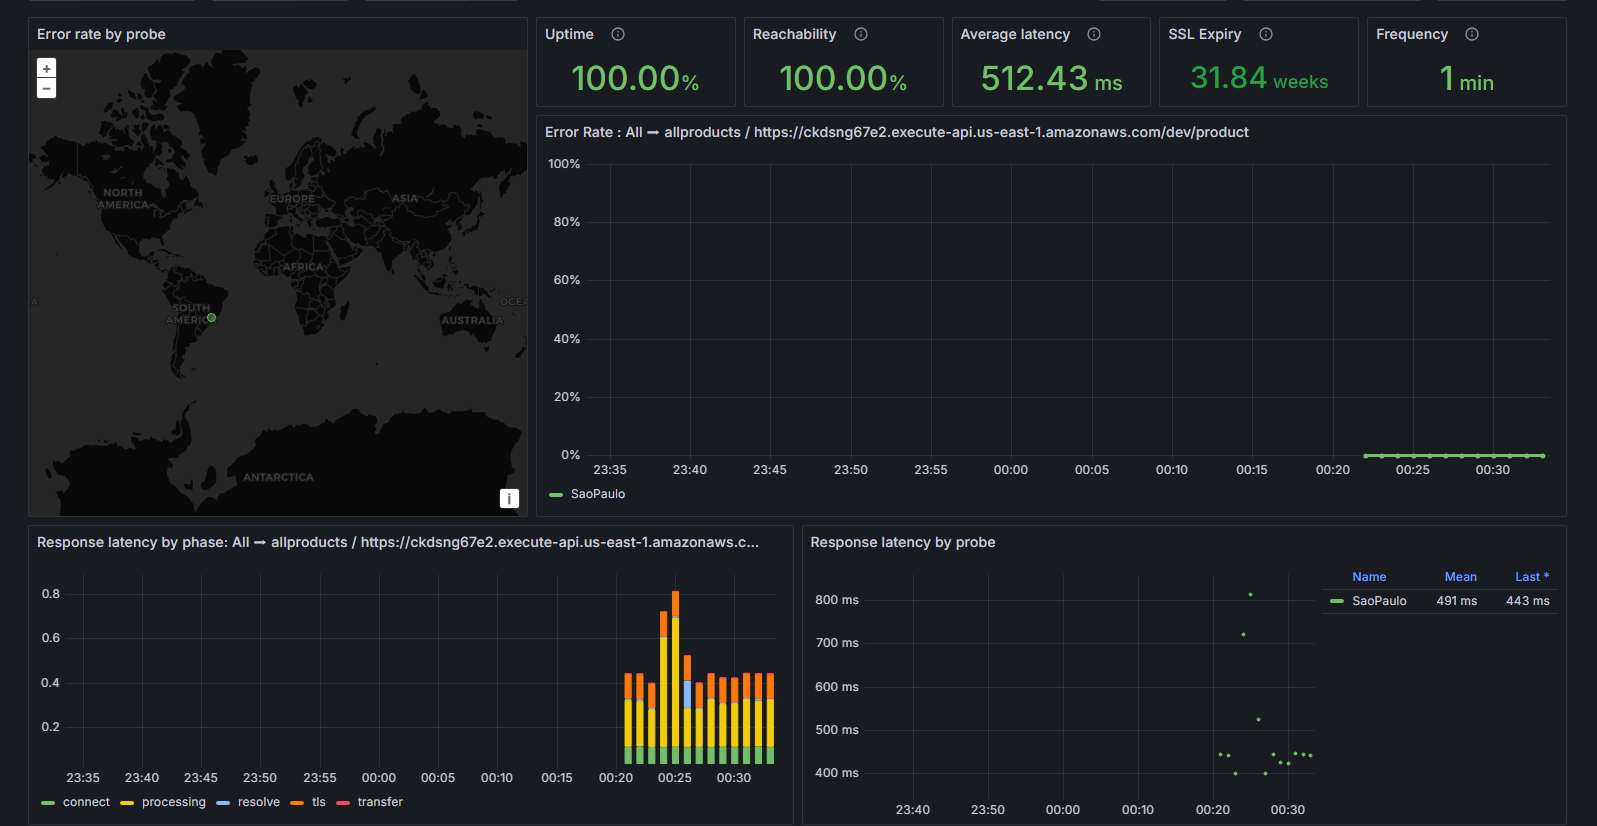 Error rate by probe
+
−
NORTH
AMERICA
EUROPE
ASIA
AFRICA
SOUTH
AMERICA
OCEA
AUSTRALIA
ANTARCTICA
i
Uptime
100.00%
Reachability
100.00%
Average latency
512.43 ms
SSL Expiry
31.84 weeks
Frequency
1 min
Error Rate : All ➞ allproducts / https://ckdsng67e2.execute-api.us-east-1.amazonaws.com/dev/product
100%
80%
60%
40%
20%
0%
23:35 23:40 23:45 23:50 23:55 00:00 00:05 00:10 00:15 00:20 00:25 00:30
SaoPaulo
Response latency by phase: All ➞ allproducts / https://ckdsng67e2.execute-api.us-east-1.amazonaws.c...
0.8
0.6
0.4
0.2
23:35 23:40 23:45 23:50 23:55 00:00 00:05 00:10 00:15 00:20 00:25 00:30
connect processing resolve tls transfer
Response latency by probe
800 ms
700 ms
600 ms
500 ms
400 ms
23:40 23:50 00:00 00:10 00:20 00:30
Name Mean Last *
SaoPaulo 491 ms 443 ms